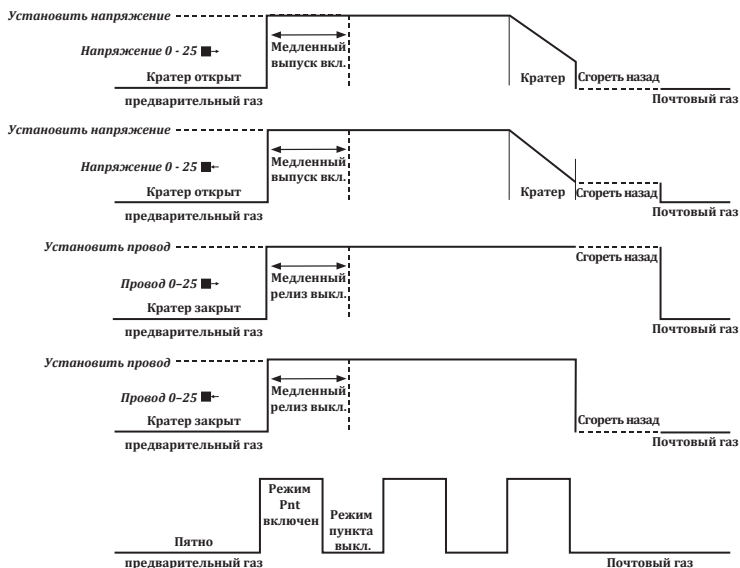 Установить напряжение
Напряжение 0 - 25
Медленный
выпуск вкл.
Кратер открыт
Кратер
Сгореть назад
предварительный газ
Почтовый газ
Установить напряжение
Напряжение 0 - 25
Медленный
выпуск вкл.
Кратер открыт
Кратер
Сгореть назад
предварительный газ
Почтовый газ
Установить провод
Сгореть назад
Провод 0–25
Медленный
релиз выкл.
Кратер закрыт
предварительный газ
Почтовый газ
Установить провод
Провод 0–25
Медленный
релиз выкл.
Кратер закрыт
Сгореть назад
предварительный газ
Почтовый газ
Режим
Pnt
включен
Режим
пункта
выкл.
Пятно
предварительный газ
Почтовый газ